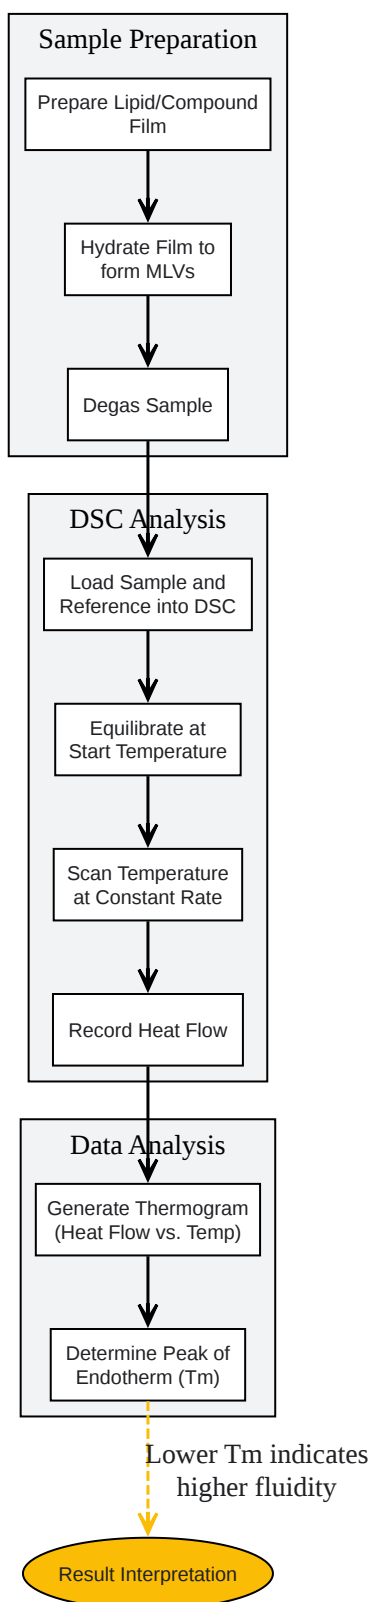 Sample Preparation
Prepare Lipid/Compound
Film
Hydrate Film to
form MLVs
Degas Sample
DSC Analysis
Load Sample and
Reference into DSC
Equilibrate at
Start Temperature
Scan Temperature
at Constant Rate
Record Heat Flow
Data Analysis
Generate Thermogram
(Heat Flow vs. Temp)
Determine Peak of
Endotherm (Tm)
Lower Tm indicates
higher fluidity
Result Interpretation